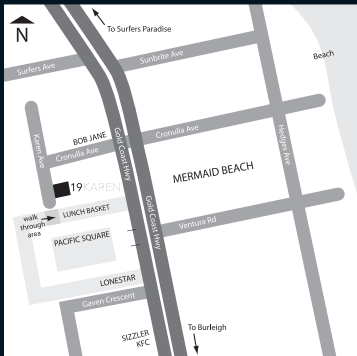 N
To Surfers Paradise
Surfers Ave
Sunbrite Ave
Beach
Karen Ave
BOB JANE
Cronulla Ave
Gold Coast Hwy
Cronulla Ave
Hedges Ave
19 KAREN
MERMAID BEACH
walk
through
area
LUNCH BASKET
PACIFIC SQUARE
Gold Coast Hwy
Ventura Rd
LONESTAR
Gaven Crescent
SIZZLER
KFC
To Burleigh